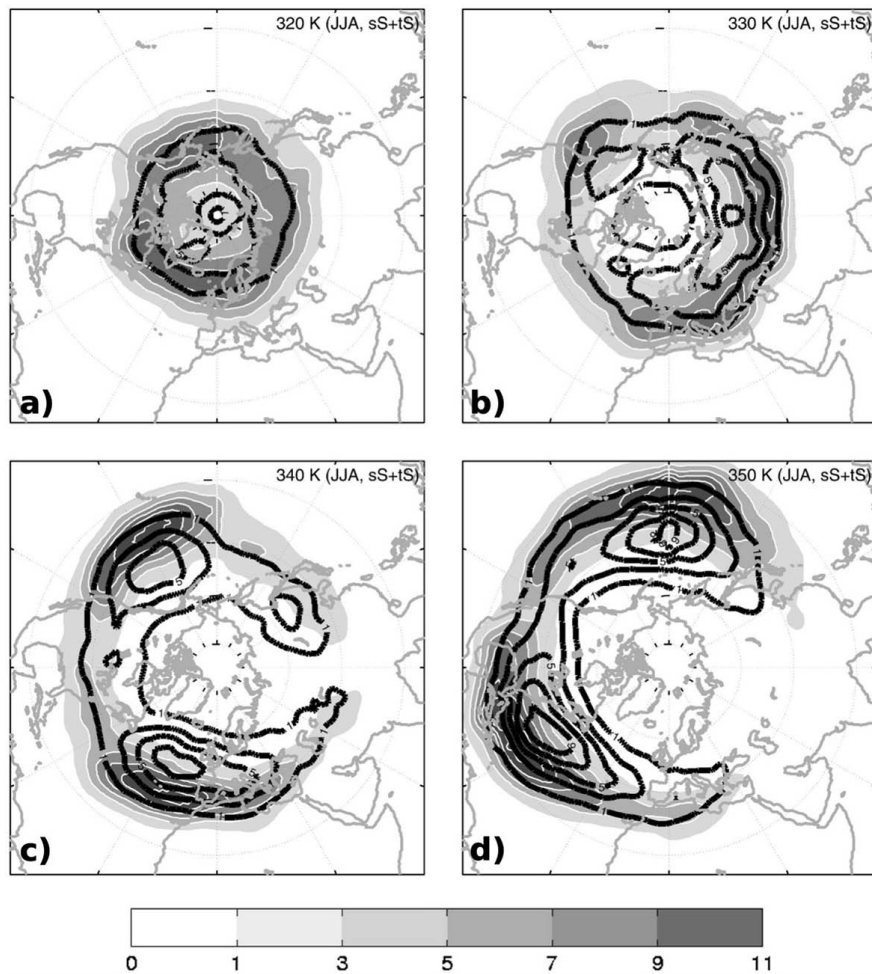 320 K (JJA, sS+tS)
330 K (JJA, sS+tS)
a)
b)
340 K (JJA, sS+tS)
350 K (JJA, sS+tS)
c)
d)
0 1 3 5 7 9 11